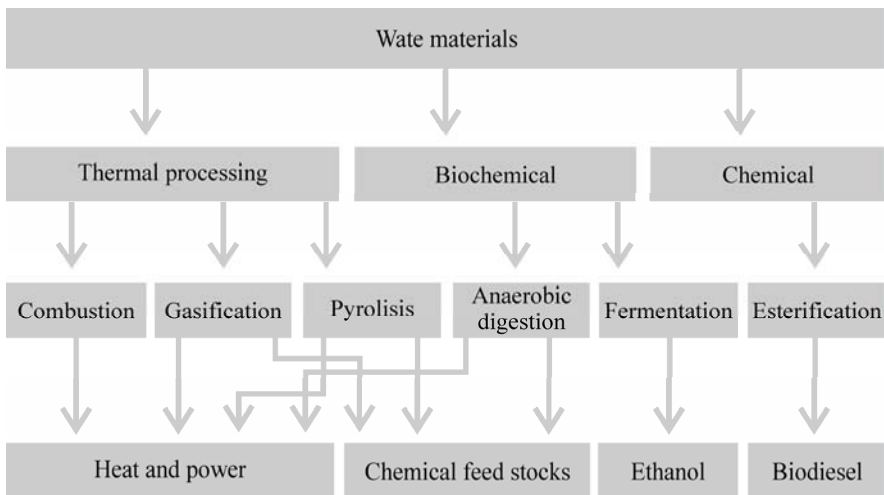 Wate materials
Thermal processing
Biochemical
Chemical
Combustion
Gasification
Pyrolisis
Anaerobic
digestion
Fermentation
Esterification
Heat and power
Chemical feed stocks
Ethanol
Biodiesel